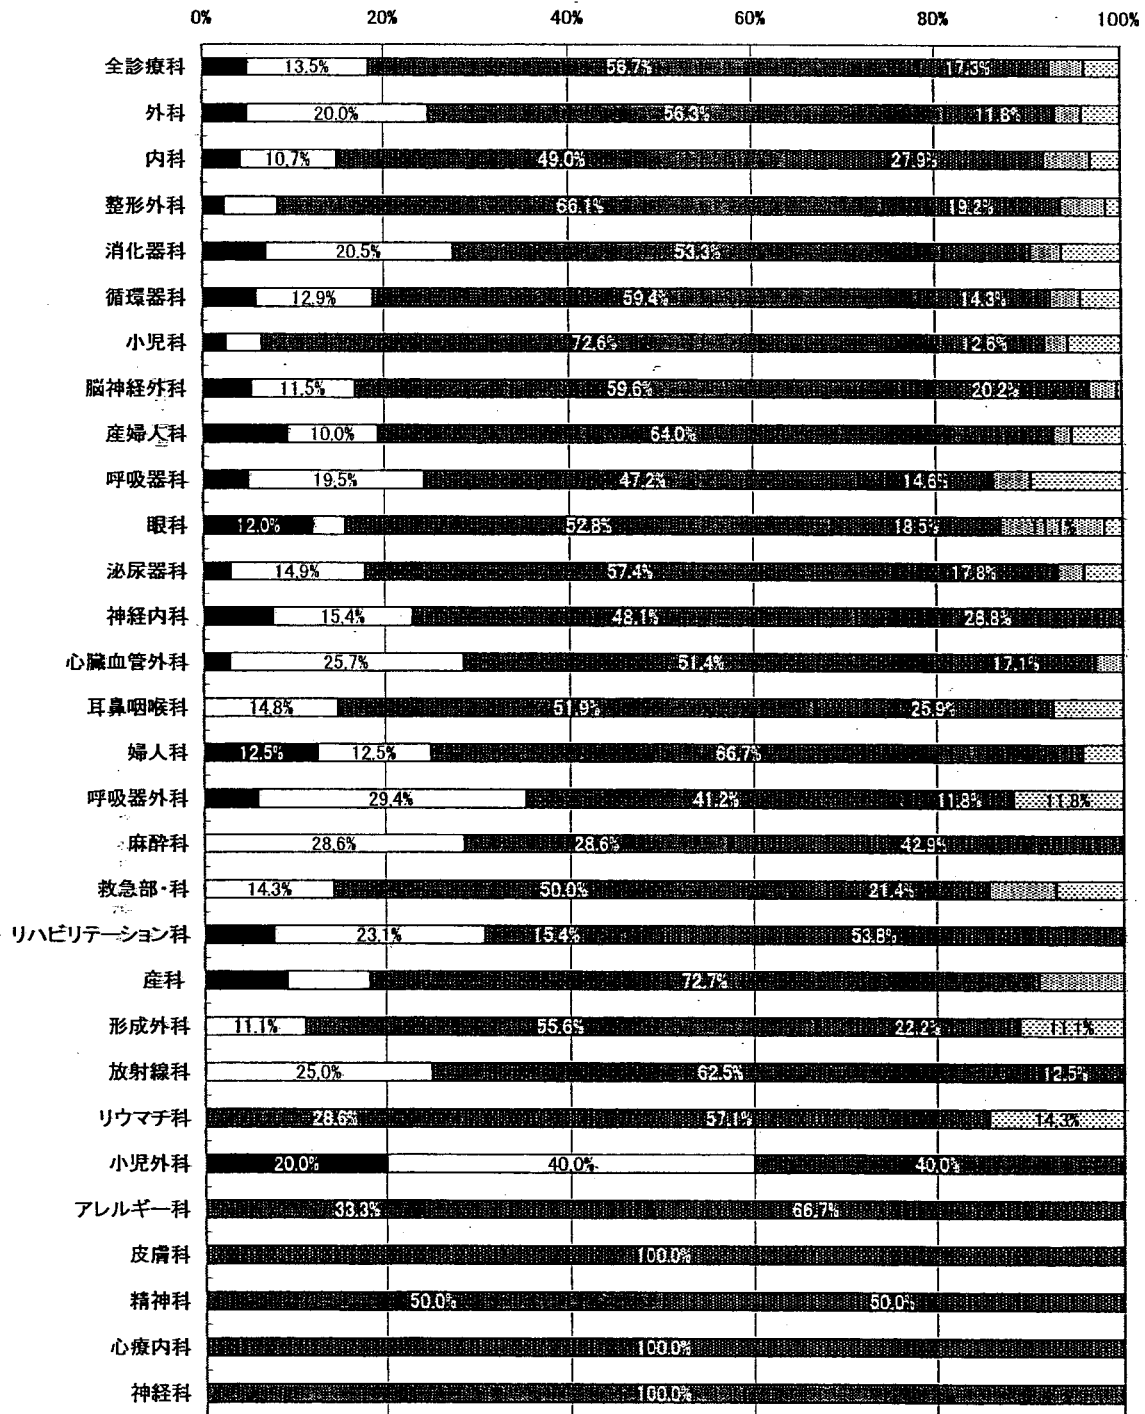 0% 20% 40% 60% 80% 100%
全診療科 13.5% 56.7% 17.3%
外科 20.0% 56.3% 11.8%
内科 10.7% 49.0% 27.9%
整形外科 66.1% 19.2%
消化器科 20.5% 53.3%
循環器科 12.9% 59.4% 14.3%
小児科 72.6% 12.6%
脳神経外科 11.5% 59.6% 20.2%
産婦人科 10.0% 64.0%
呼吸器科 19.5% 47.2% 14.6%
眼科 12.0% 52.8% 18.5% 11.1%
泌尿器科 14.9% 57.4% 17.8%
神経内科 15.4% 48.1% 28.8%
心臓血管外科 25.7% 51.4% 17.1%
耳鼻咽喉科 14.8% 51.9% 25.9%
婦人科 12.5% 12.5% 66.7%
呼吸器外科 29.4% 41.2% 11.8% 11.8%
麻酔科 28.6% 28.6% 42.9%
救急部・科 14.3% 50.0% 21.4%
リハビリテーション科 23.1% 15.4% 53.8%
産科 72.7%
形成外科 11.1% 55.6% 22.2% 11.1%
放射線科 25.0% 62.5% 12.5%
リウマチ科 28.6% 57.1% 14.3%
小児外科 20.0% 40.0% 40.0%
アレルギー科 33.3% 66.7%
皮膚科 100.0%
精神科 50.0% 50.0%
心療内科 100.0%
神経科 100.0%